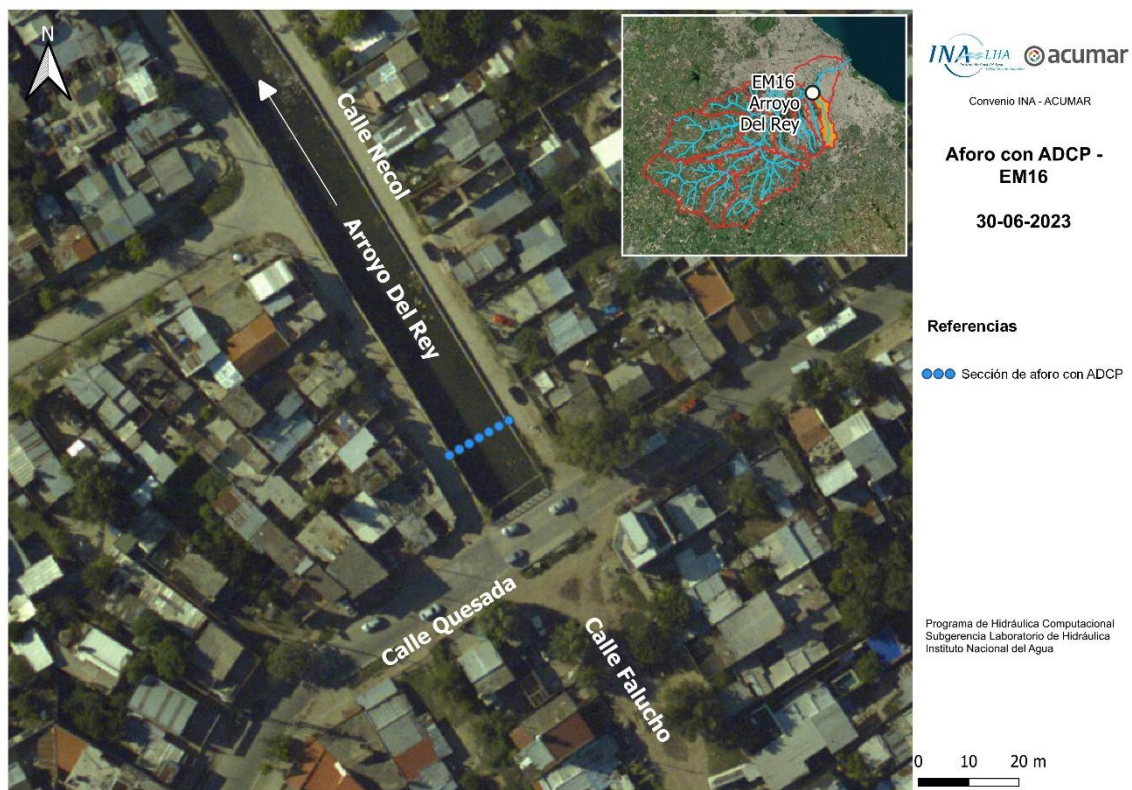 N
Calle Necol
Arroyo Del Rey
Calle Quesada
Calle Falucho
EM16
Arroyo
Del Rey
INA LHA
acumar
Convenio INA - ACUMAR
Aforo con ADCP -
EM16
30-06-2023
Referencias
Sección de aforo con ADCP
Programa de Hidráulica Computacional
Subgerencia Laboratorio de Hidráulica
Instituto Nacional del Agua
0 10 20 m